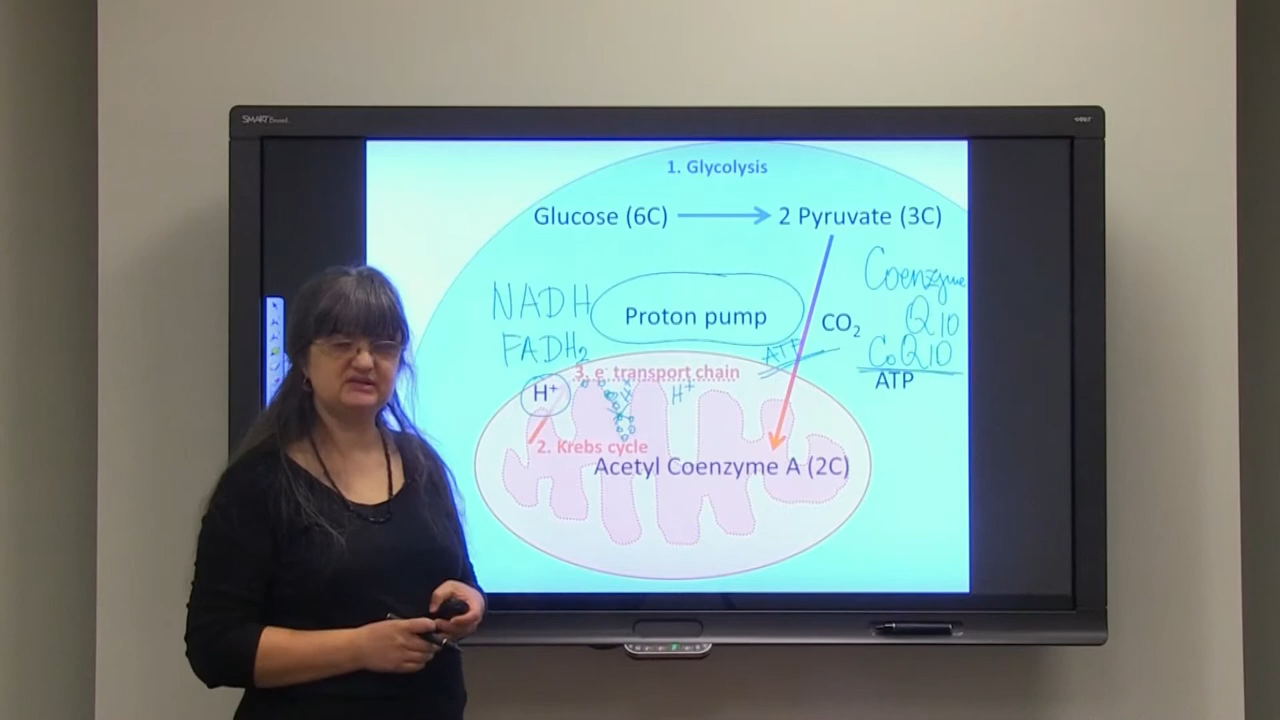 SMART Board
1. Glycolysis
Glucose (6C) 2 Pyruvate (3C)
Coenzyme
Q10
CoQ10
NADH
FADH₂
Proton pump
CO₂
ATP
ATP
3. e⁻ transport chain
H⁺
H⁺
H⁺
2. Krebs cycle
Acetyl Coenzyme A (2C)